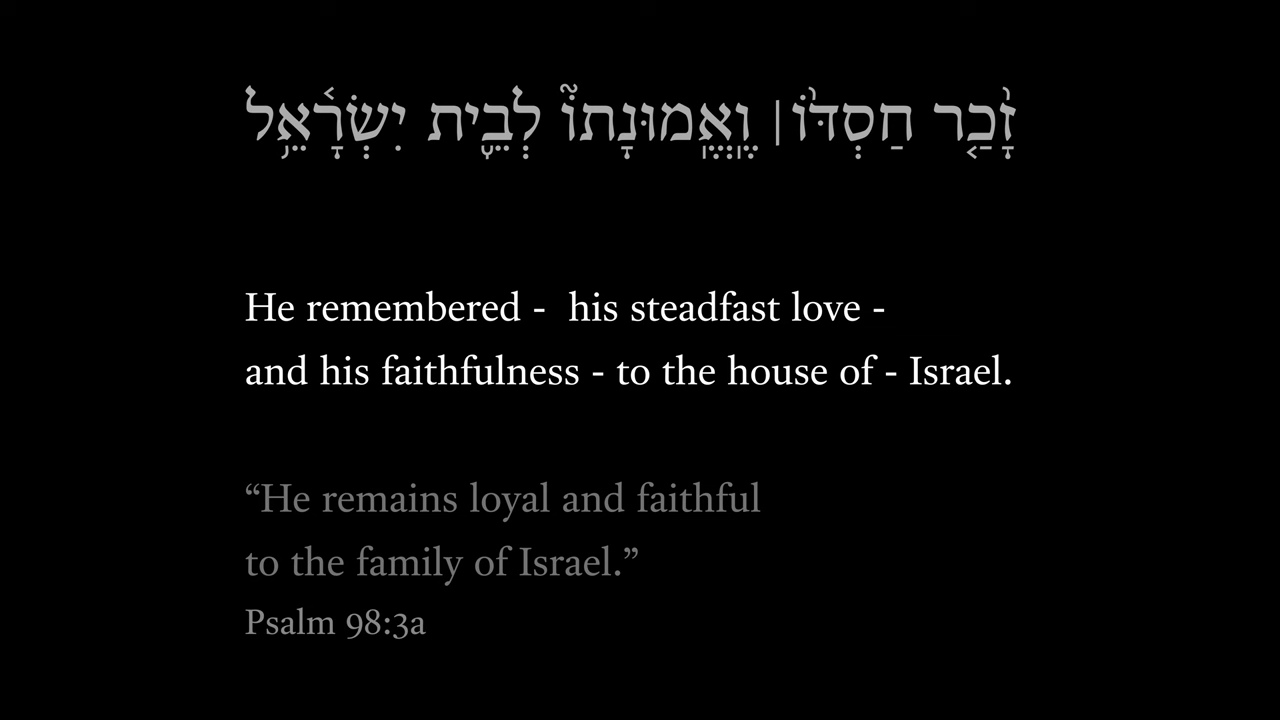 זָ֘כַ֤ר חַסְדּ֨וֹ ׀ וֶֽאֱֽמוּנָתוֹ֮ לְבֵ֪ית יִשְׂרָ֫אֵ֥ל
He remembered -  his steadfast love -
and his faithfulness - to the house of - Israel.
“He remains loyal and faithful
to the family of Israel.”
Psalm 98:3a